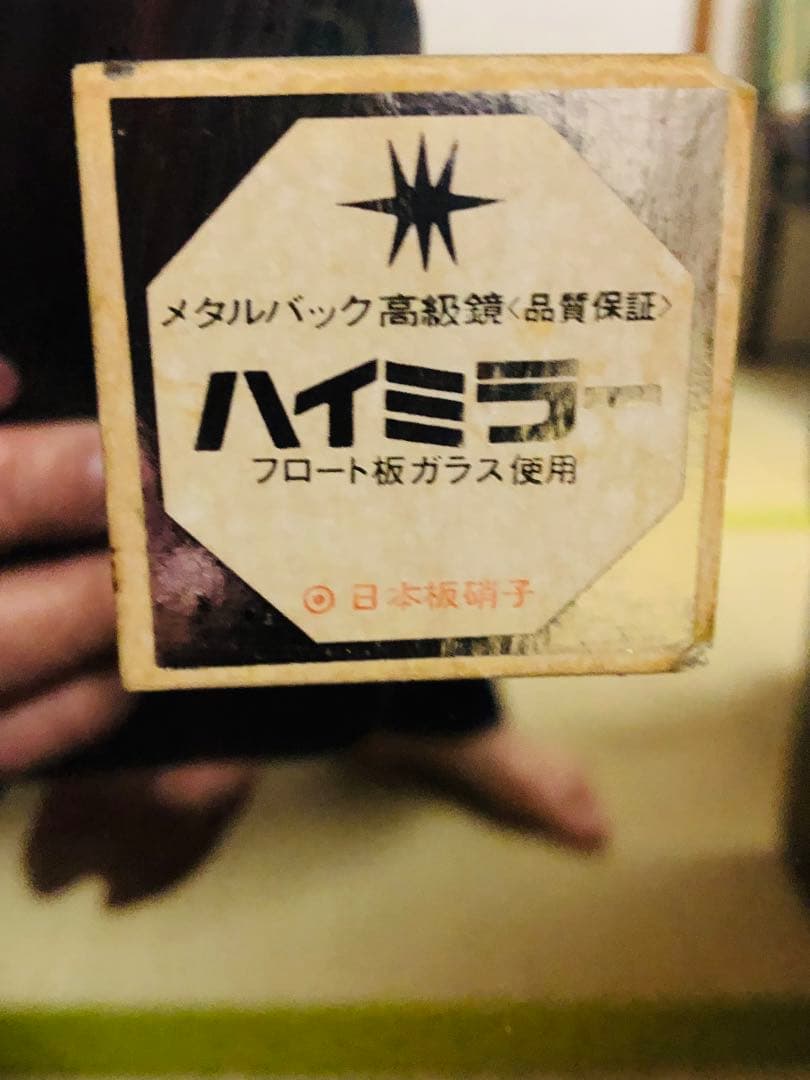 メタルバック高級鏡<品質保証>
ハイミラー
フロート板ガラス使用
日本板硝子